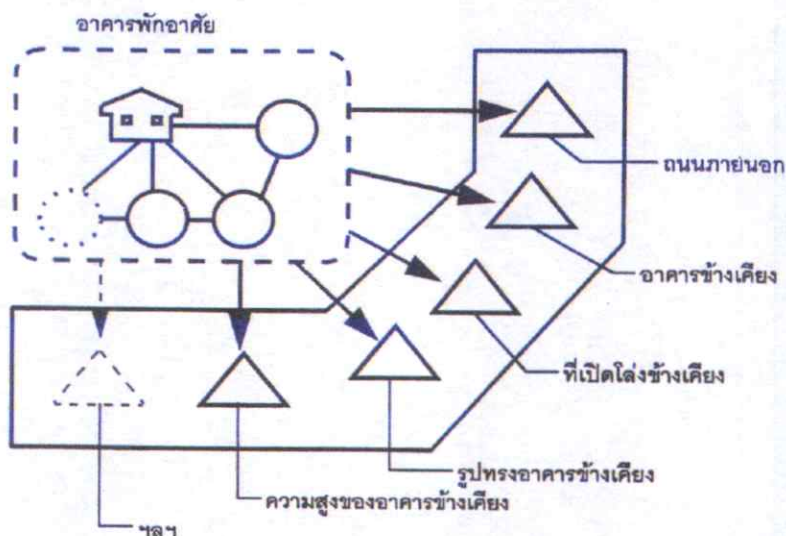 อาคารพักอาศัย
ถนนภายนอก
อาคารข้างเคียง
ที่เปิดโล่งข้างเคียง
รูปทรงอาคารข้างเคียง
ความสูงของอาคารข้างเคียง
ฯลฯ